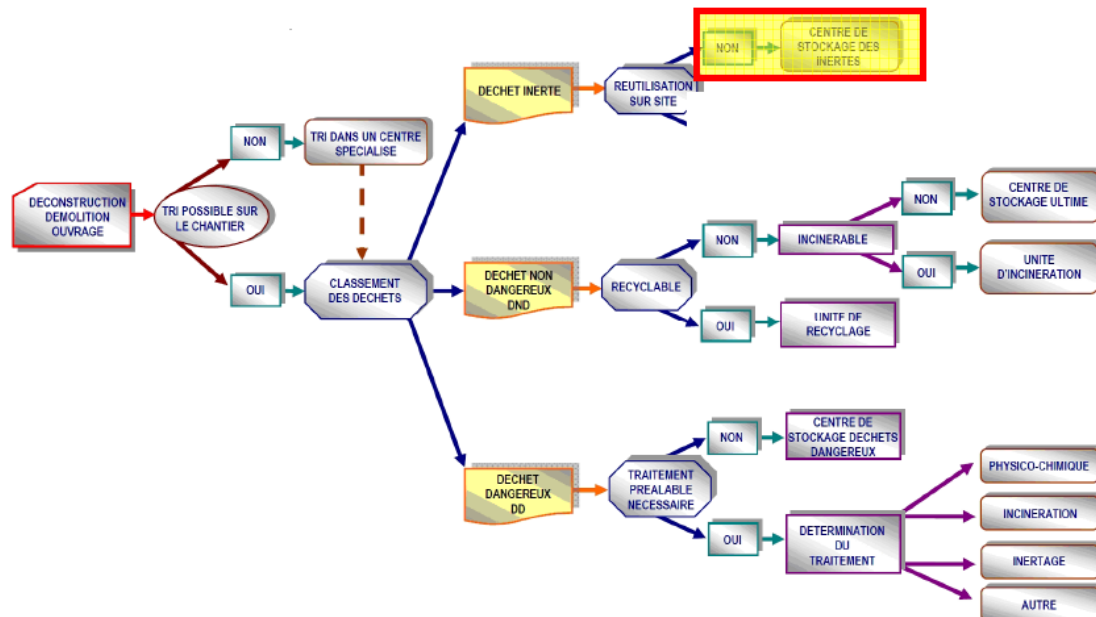 DECONSTRUCTION
DEMOLITION
OUVRAGE
TRI POSSIBLE SUR
LE CHANTIER
NON
TRI DANS UN CENTRE
SPECIALISE
OUI
CLASSEMENT
DES DECHETS
DECHET INERTE
REUTILISATION
SUR SITE
NON
CENTRE DE
STOCKAGE DES
INERTES
DECHET NON
DANGEREUX
DND
RECYCLABLE
NON
INCINERABLE
NON
CENTRE DE
STOCKAGE ULTIME
OUI
UNITE
D'INCINERATION
OUI
UNITE DE
RECYCLAGE
DECHET
DANGEREUX
DD
TRAITEMENT
PREALABLE
NECESSAIRE
NON
CENTRE DE
STOCKAGE DECHETS
DANGEREUX
OUI
DETERMINATION
DU
TRAITEMENT
PHYSICO-CHIMIQUE
INCINERATION
INERTAGE
AUTRE